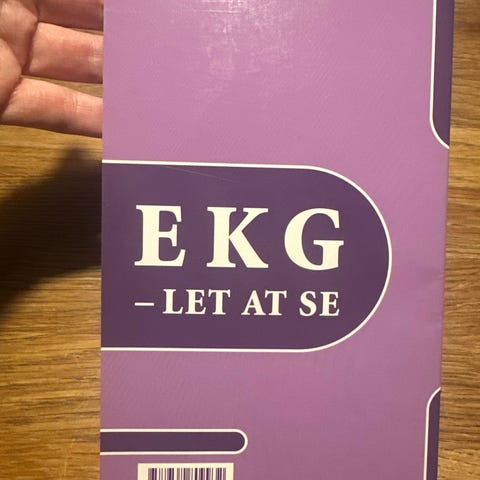 EKG
– LET AT SE